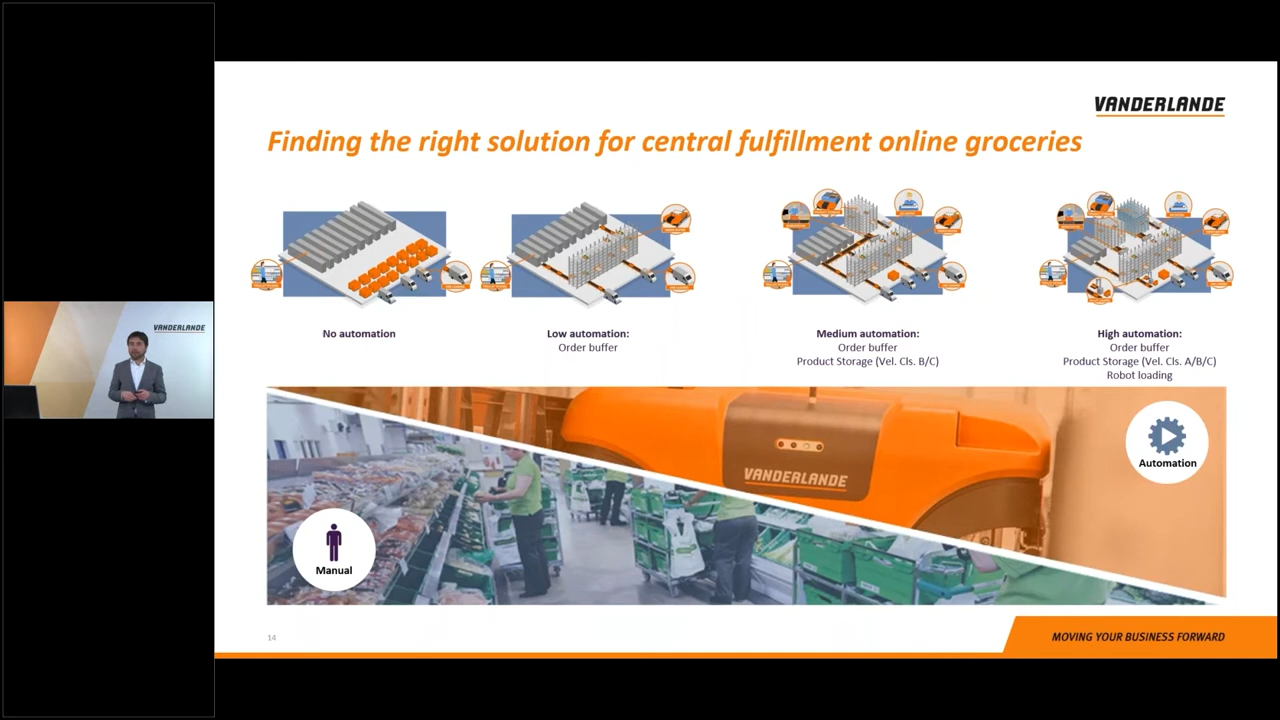 VANDERLANDE
Finding the right solution for central fulfillment online groceries
No automation
Low automation:
Order buffer
Medium automation:
Order buffer
Product Storage (Vel. Cls. B/C)
High automation:
Order buffer
Product Storage (Vel. Cls. A/B/C)
Robot loading
VANDERLANDE
Automation
VANDERLANDE
Manual
14
MOVING YOUR BUSINESS FORWARD